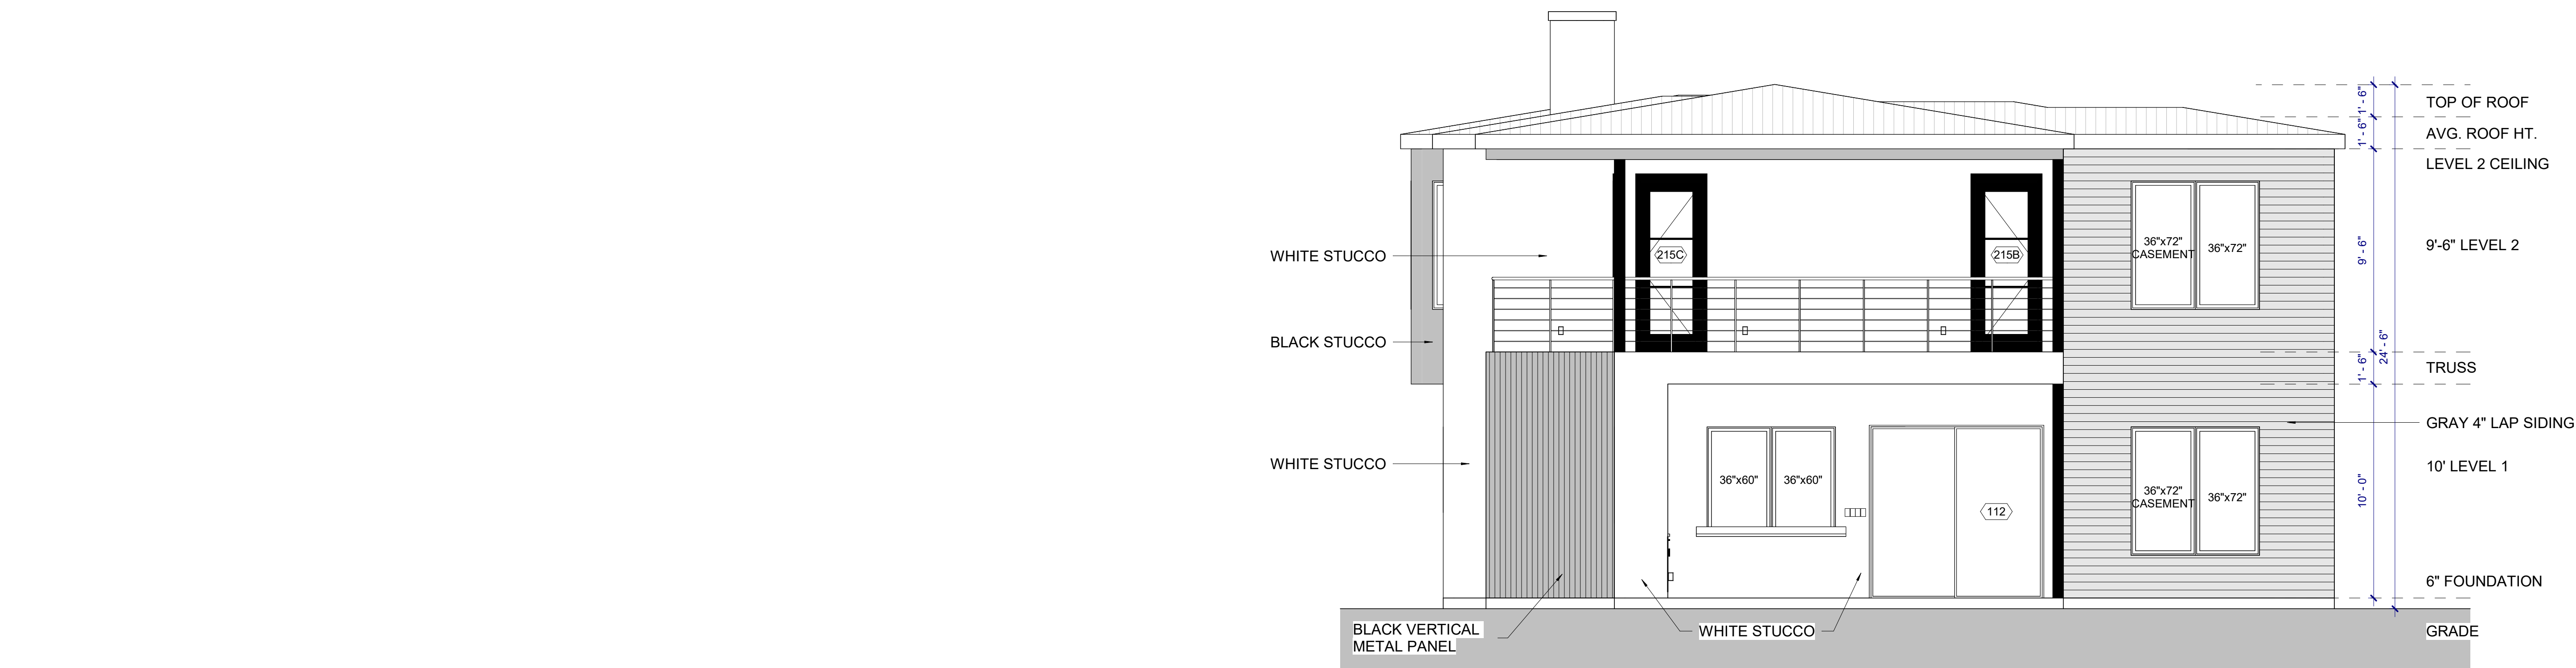 TOP OF ROOF
1' - 6"
AVG. ROOF HT.
1' - 6"
LEVEL 2 CEILING
WHITE STUCCO
215C
215B
36"x72"
CASEMENT
36"x72"
9' - 6"
9'-6" LEVEL 2
BLACK STUCCO
24' - 6"
1' - 6"
TRUSS
GRAY 4" LAP SIDING
WHITE STUCCO
36"x60"
36"x60"
112
36"x72"
CASEMENT
36"x72"
10' - 0"
10' LEVEL 1
6" FOUNDATION
BLACK VERTICAL
METAL PANEL
WHITE STUCCO
GRADE